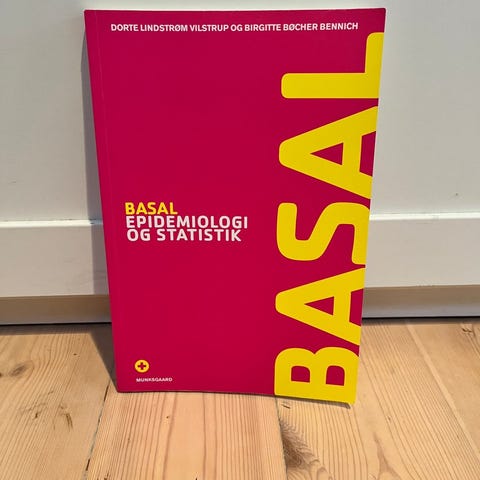 DORTE LINDSTRØM VILSTRUP OG BIRGITTE BØCHER BENNICH
BASAL
BASAL
EPIDEMIOLOGI
OG STATISTIK
MUNKSGAARD